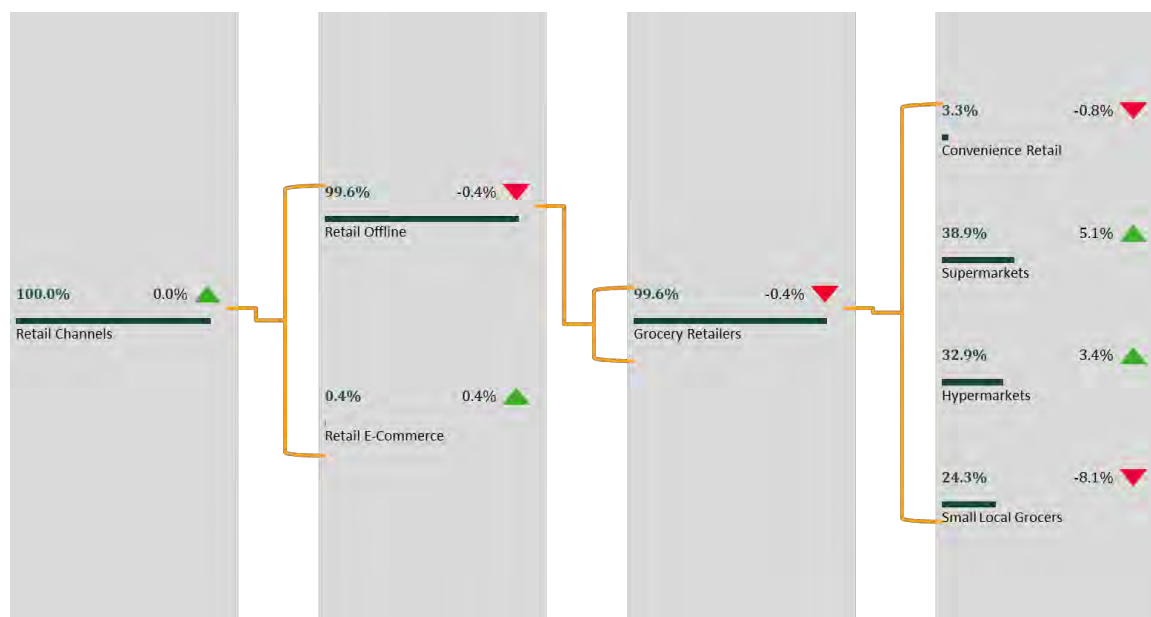 100.0% 0.0%
Retail Channels
99.6% -0.4%
Retail Offline
0.4% 0.4%
Retail E-Commerce
99.6% -0.4%
Grocery Retailers
3.3% -0.8%
Convenience Retail
38.9% 5.1%
Supermarkets
32.9% 3.4%
Hypermarkets
24.3% -8.1%
Small Local Grocers